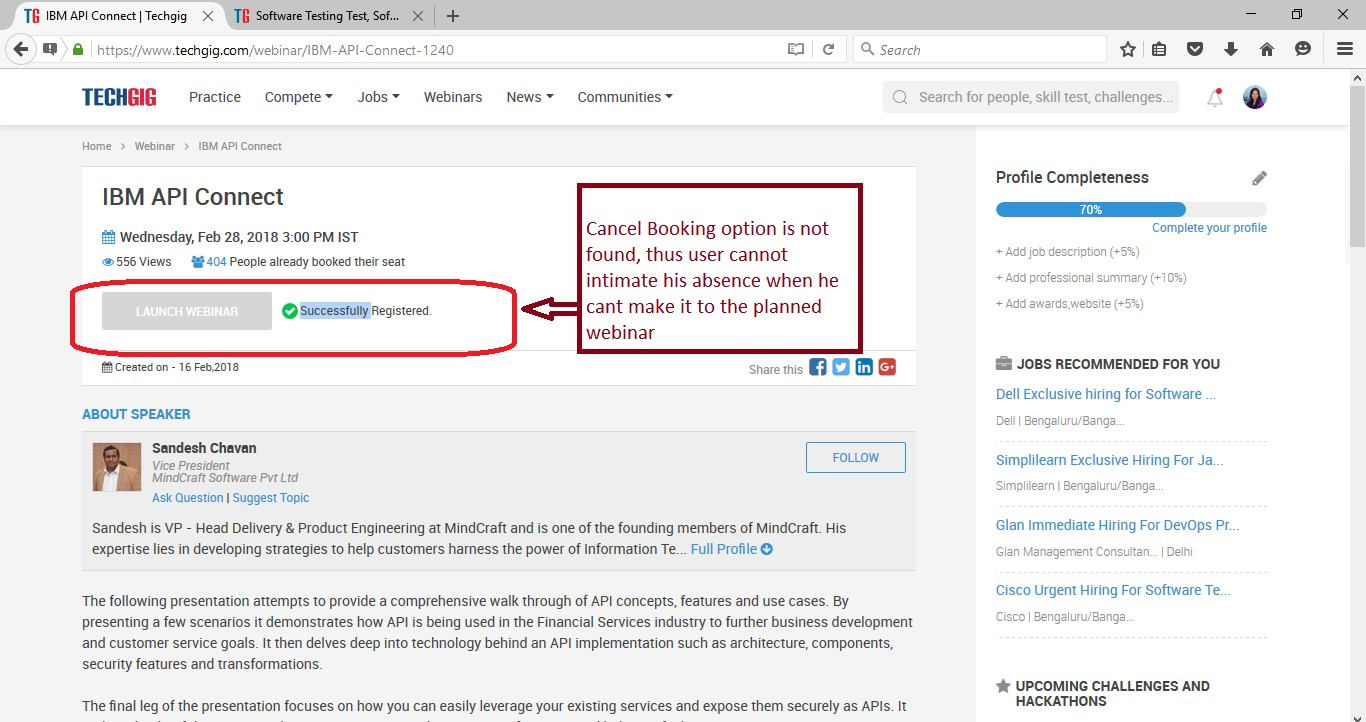 TG IBM API Connect | Techgig
TG Software Testing Test, Sof...
https://www.techgig.com/webinar/IBM-API-Connect-1240
Search
TECHGIG
Practice
Compete
Jobs
Webinars
News
Communities
Search for people, skill test, challenges...
Home > Webinar > IBM API Connect
IBM API Connect
Wednesday, Feb 28, 2018 3:00 PM IST
556 Views
404 People already booked their seat
LAUNCH WEBINAR
Successfully Registered.
Cancel Booking option is not
found, thus user cannot
intimate his absence when he
cant make it to the planned
webinar
Created on - 16 Feb,2018
Share this
ABOUT SPEAKER
Sandesh Chavan
Vice President
MindCraft Software Pvt Ltd
Ask Question | Suggest Topic
FOLLOW
Sandesh is VP - Head Delivery & Product Engineering at MindCraft and is one of the founding members of MindCraft. His
expertise lies in developing strategies to help customers harness the power of Information Te... Full Profile
The following presentation attempts to provide a comprehensive walk through of API concepts, features and use cases. By
presenting a few scenarios it demonstrates how API is being used in the Financial Services industry to further business development
and customer service goals. It then delves deep into technology behind an API implementation such as architecture, components,
security features and transformations.
The final leg of the presentation focuses on how you can easily leverage your existing services and expose them securely as APIs. It
Profile Completeness
70%
Complete your profile
+ Add job description (+5%)
+ Add professional summary (+10%)
+ Add awards,website (+5%)
JOBS RECOMMENDED FOR YOU
Dell Exclusive hiring for Software ...
Dell | Bengaluru/Banga...
Simplilearn Exclusive Hiring For Ja...
Simplilearn | Bengaluru/Banga...
Glan Immediate Hiring For DevOps Pr...
Glan Management Consultan... | Delhi
Cisco Urgent Hiring For Software Te...
Cisco | Bengaluru/Banga...
UPCOMING CHALLENGES AND
HACKATHONS